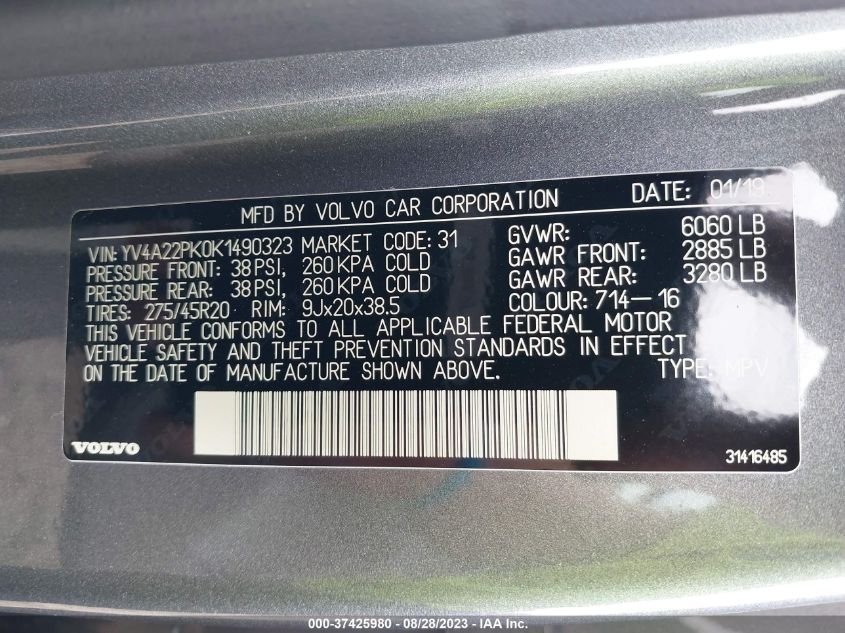 MFD BY VOLVO CAR CORPORATION DATE: 01/19
VIN: YV4A22PK0K1490323 MARKET CODE: 31 GVWR: 6060 LB
PRESSURE FRONT: 38 PSI, 260 KPA COLD GAWR FRONT: 2885 LB
PRESSURE REAR: 38 PSI, 260 KPA COLD GAWR REAR: 3280 LB
TIRES: 275/45R20 RIM: 9Jx20x38.5 COLOUR: 714-16
THIS VEHICLE CONFORMS TO ALL APPLICABLE FEDERAL MOTOR
VEHICLE SAFETY AND THEFT PREVENTION STANDARDS IN EFFECT
ON THE DATE OF MANUFACTURE SHOWN ABOVE. TYPE: MPV
VOLVO 31416485
000-37425980 - 08/28/2023 - IAA Inc.